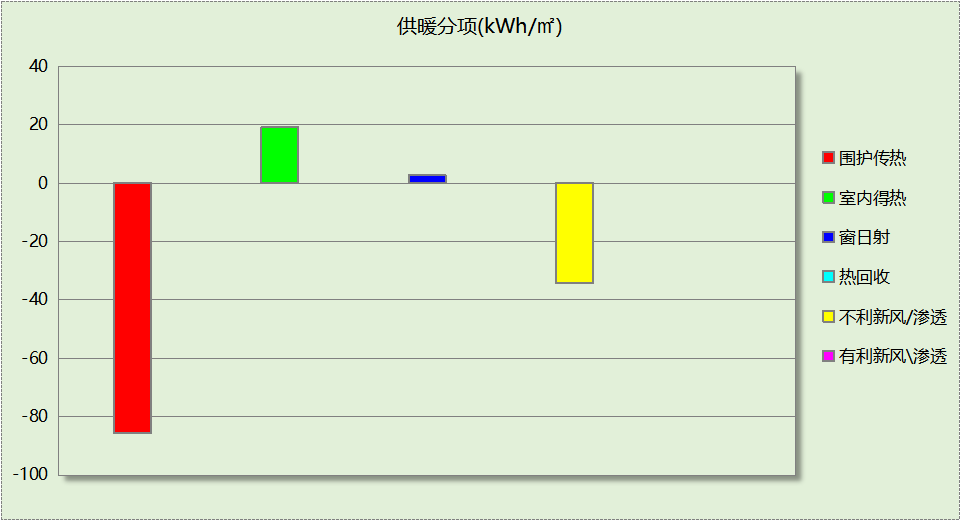 供暖分项(kWh/㎡)
40
20
0
-20
-40
-60
-80
-100
围护传热
室内得热
窗日射
热回收
不利新风/渗透
有利新风\渗透